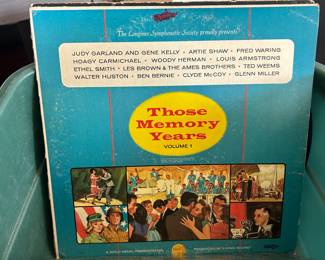 The Longines Symphonette Society proudly presents
JUDY GARLAND AND GENE KELLY • ARTIE SHAW • FRED WARING
HOAGY CARMICHAEL • WOODY HERMAN • LOUIS ARMSTRONG
ETHEL SMITH • LES BROWN & THE AMES BROTHERS • TED WEEMS
WALTER HUSTON • BEN BERNIE • CLYDE McCOY • GLENN MILLER
Those
Memory
Years
VOLUME 1